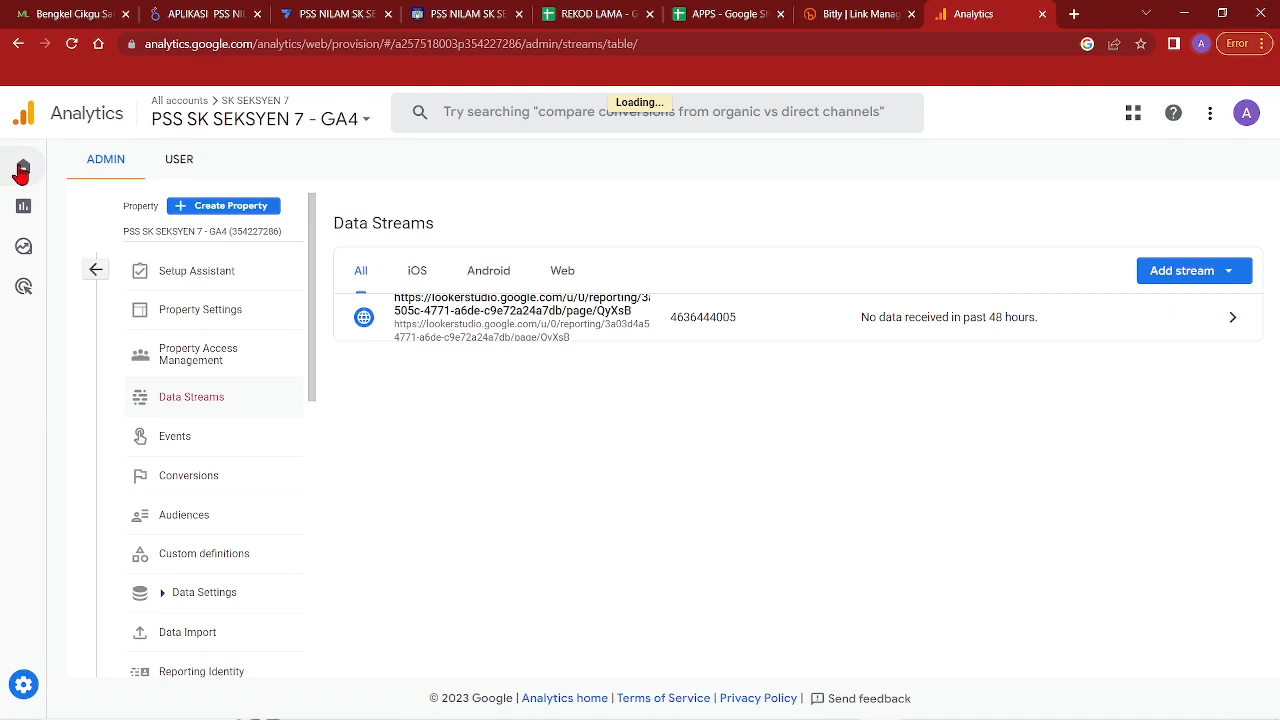 Bengkel Cikgu Sa
APLIKASI PSS NIL
PSS NILAM SK SE
PSS NILAM SK SE
REKOD LAMA - G
APPS - Google Sh
Bitly | Link Manag
Analytics
analytics.google.com/analytics/web/provision/#/a257518003p354227286/admin/streams/table/
A
Error
Loading...
Analytics
All accounts > SK SEKSYEN 7
PSS SK SEKSYEN 7 - GA4
Try searching "compare conversions from organic vs direct channels"
A
ADMIN
USER
Property
Create Property
PSS SK SEKSYEN 7 - GA4 (354227286)
Setup Assistant
Property Settings
Property Access
Management
Data Streams
Events
Conversions
Audiences
Custom definitions
Data Settings
Data Import
Reporting Identity
Data Streams
All
iOS
Android
Web
Add stream
https://lookerstudio.google.com/u/0/reporting/3
505c-4771-a6de-c9e72a24a7db/page/QyXsB
https://lookerstudio.google.com/u/0/reporting/3a03d4a5
4771-a6de-c9e72a24a7db/page/QyXsB
4636444005
No data received in past 48 hours.
© 2023 Google | Analytics home | Terms of Service | Privacy Policy | Send feedback